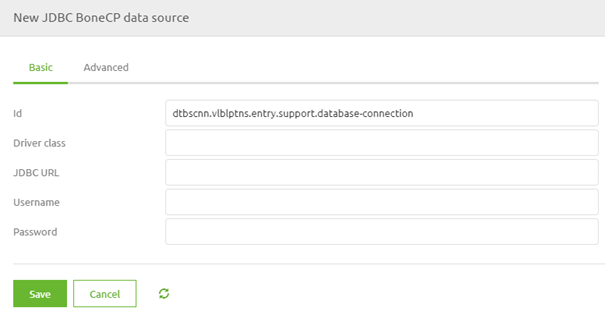 New JDBC BoneCP data source
Basic Advanced
Id dtbscnn.vlblptns.entry.support.database-connection
Driver class
JDBC URL
Username
Password
Save Cancel